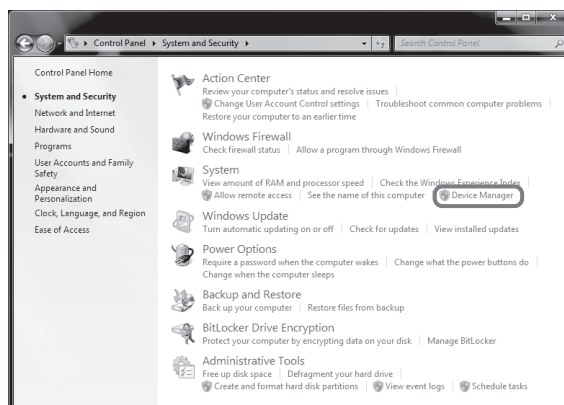 Control Panel ▸ System and Security ▸
Search Control Panel
Control Panel Home
System and Security
Network and Internet
Hardware and Sound
Programs
User Accounts and Family
Safety
Appearance and
Personalization
Clock, Language, and Region
Ease of Access
Action Center
Review your computer's status and resolve issues
Change User Account Control settings | Troubleshoot common computer problems
Restore your computer to an earlier time
Windows Firewall
Check firewall status | Allow a program through Windows Firewall
System
View amount of RAM and processor speed | Check the Windows Experience Index
Allow remote access | See the name of this computer | Device Manager
Windows Update
Turn automatic updating on or off | Check for updates | View installed updates
Power Options
Require a password when the computer wakes | Change what the power buttons do
Change when the computer sleeps
Backup and Restore
Back up your computer | Restore files from backup
BitLocker Drive Encryption
Protect your computer by encrypting data on your disk | Manage BitLocker
Administrative Tools
Free up disk space | Defragment your hard drive
Create and format hard disk partitions | View event logs | Schedule tasks